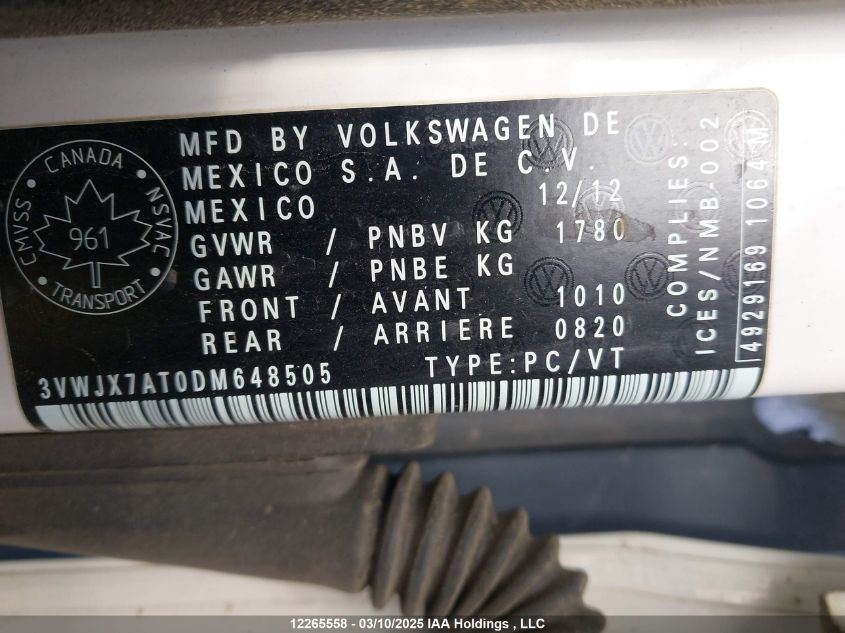 CANADA
CMVSS
NSVAC
961
TRANSPORT
MFD BY VOLKSWAGEN DE
MEXICO S.A. DE C.V.
MEXICO 12/12
GVWR / PNBV KG 1780
GAWR / PNBE KG
FRONT / AVANT 1010
REAR / ARRIERE 0820
TYPE:PC/VT
3VWJX7AT0DM648505
COMPLIES:
ICES/NMB-002
4929169 1064 M
12265558 - 03/10/2025 IAA Holdings , LLC